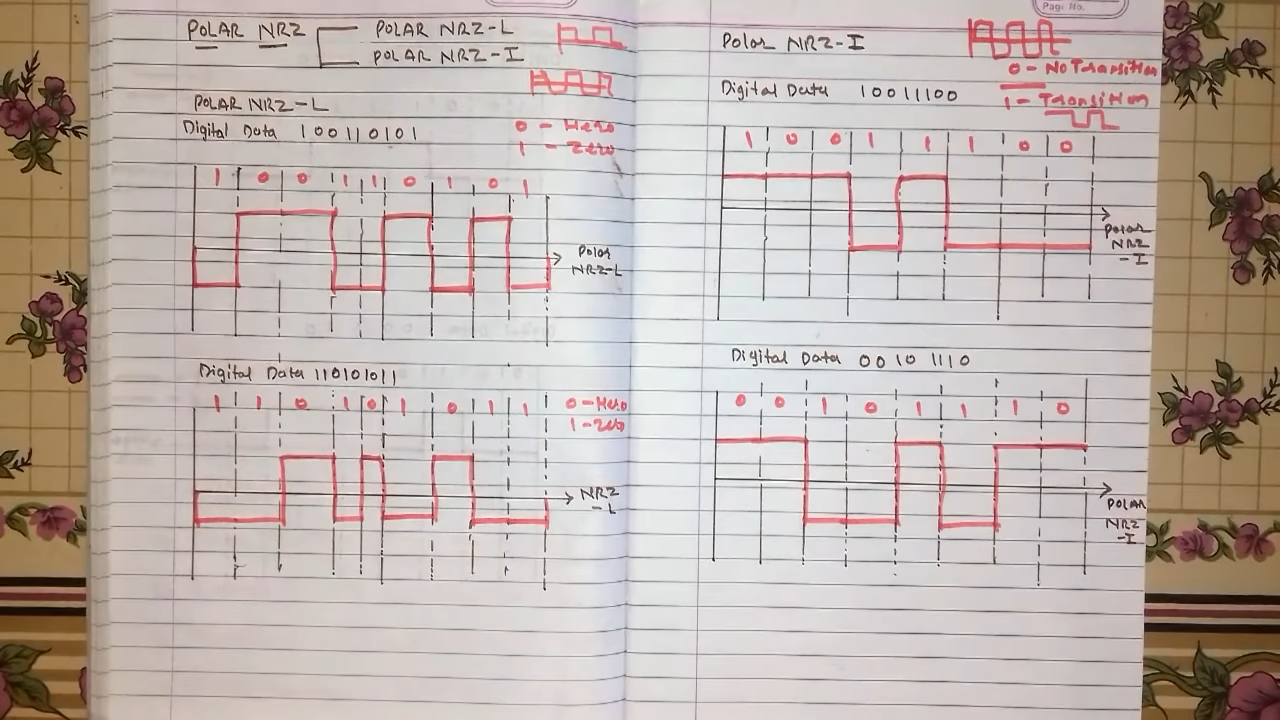 POLAR NRZ
POLAR NRZ-L
POLAR NRZ-I
POLAR NRZ-L
Digital Data 100110101
0 - Hero
1 - Zero
1 0 0 1 1 0 1 0 1
Polar
NRZ-L
Digital Data 110101011
1 1 0 1 0 1 0 1 1
0 - Hero
1 - Zero
NRZ
-L
Page No.
Polar NRZ-I
0 - No Transition
Digital Data 10011100
1 - Transition
1 0 0 1 1 1 0 0
Polar
NRZ
-I
Digital Data 0010 1110
0 0 1 0 1 1 1 0
POLAR
NRZ
-I